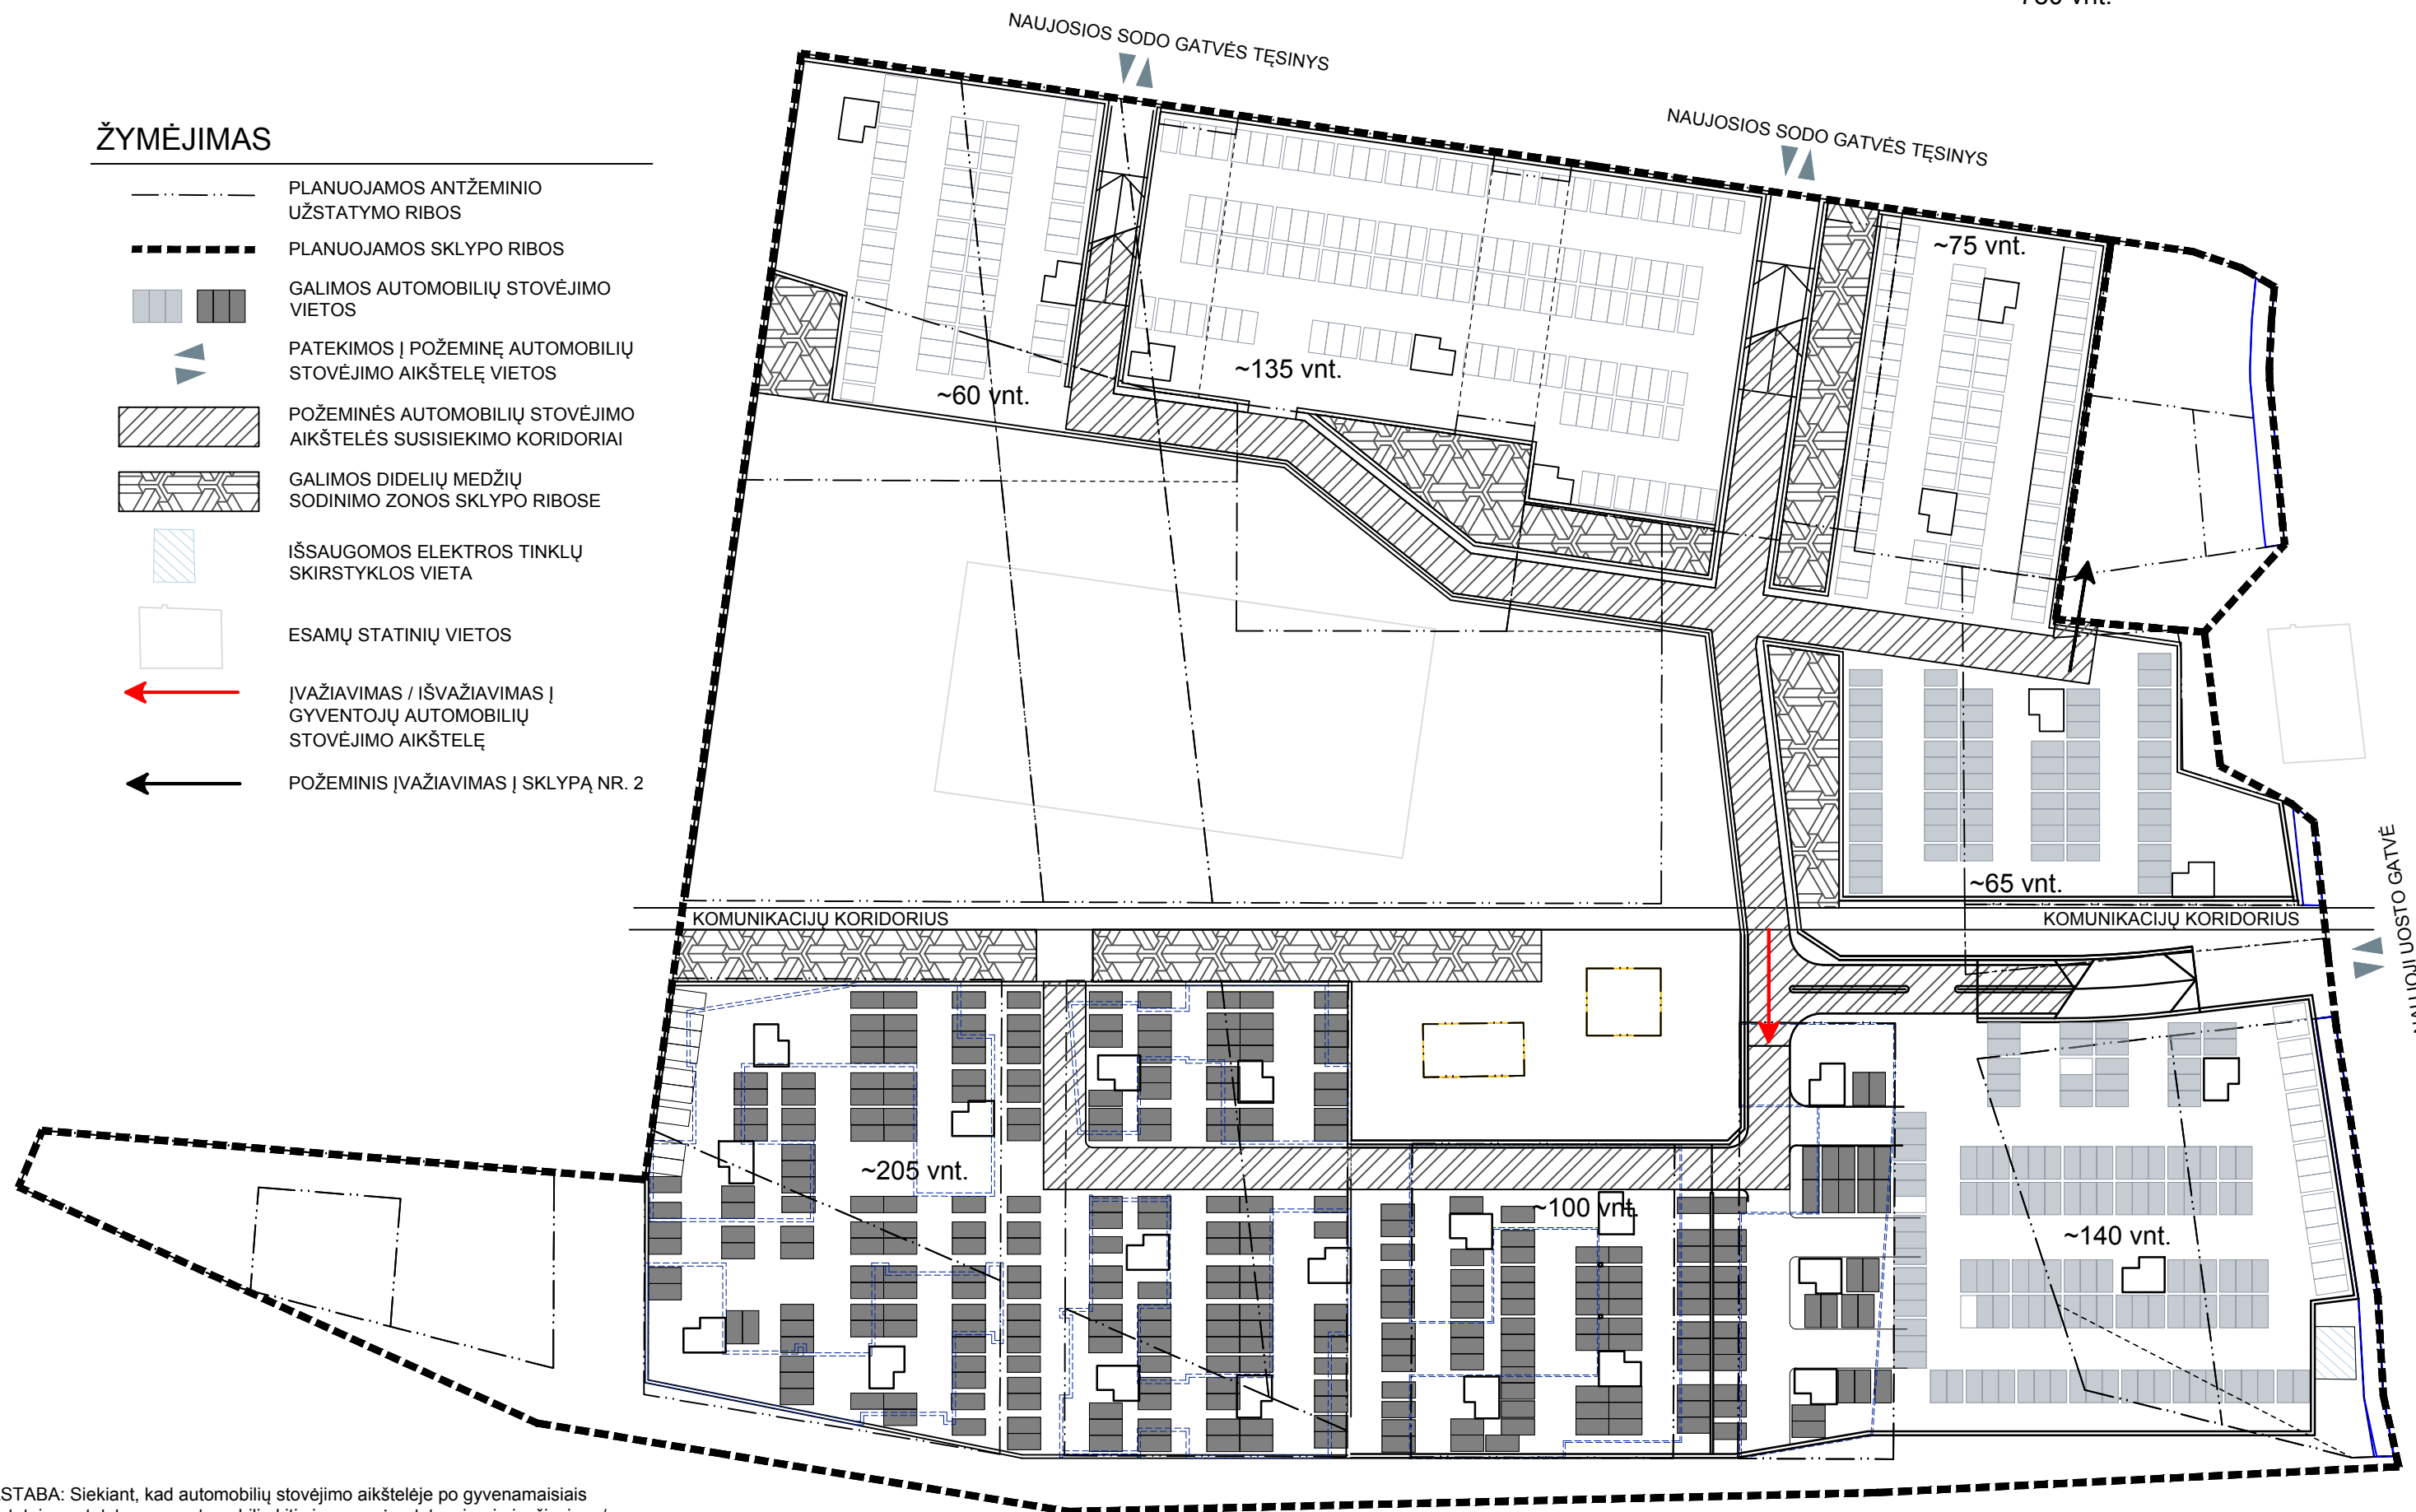 NAUJOSIOS SODO GATVĖS TĘSINYS
NAUJOSIOS SODO GATVĖS TĘSINYS
ŽYMĖJIMAS
PLANUOJAMOS ANTŽEMINIO
UŽSTATYMO RIBOS
PLANUOJAMOS SKLYPO RIBOS
GALIMOS AUTOMOBILIŲ STOVĖJIMO
VIETOS
PATEKIMOS Į POŽEMINĘ AUTOMOBILIŲ
STOVĖJIMO AIKŠTELĘ VIETOS
POŽEMINĖS AUTOMOBILIŲ STOVĖJIMO
AIKŠTELĖS SUSISIEKIMO KORIDORIAI
GALIMOS DIDELIŲ MEDŽIŲ
SODINIMO ZONOS SKLYPO RIBOSE
IŠSAUGOMOS ELEKTROS TINKLŲ
SKIRSTYKLOS VIETA
ESAMŲ STATINIŲ VIETOS
ĮVAŽIAVIMAS / IŠVAŽIAVIMAS Į
GYVENTOJŲ AUTOMOBILIŲ
STOVĖJIMO AIKŠTELĘ
POŽEMINIS ĮVAŽIAVIMAS Į SKLYPĄ NR. 2
~75 vnt.
~135 vnt.
~60 vnt.
~65 vnt.
KOMUNIKACIJŲ KORIDORIUS
KOMUNIKACIJŲ KORIDORIUS
UOSTO GATVĖ
~205 vnt.
~100 vnt.
~140 vnt.
STABA: Siekiant, kad automobilių stovėjimo aikštelėje po gyvenamaisiais